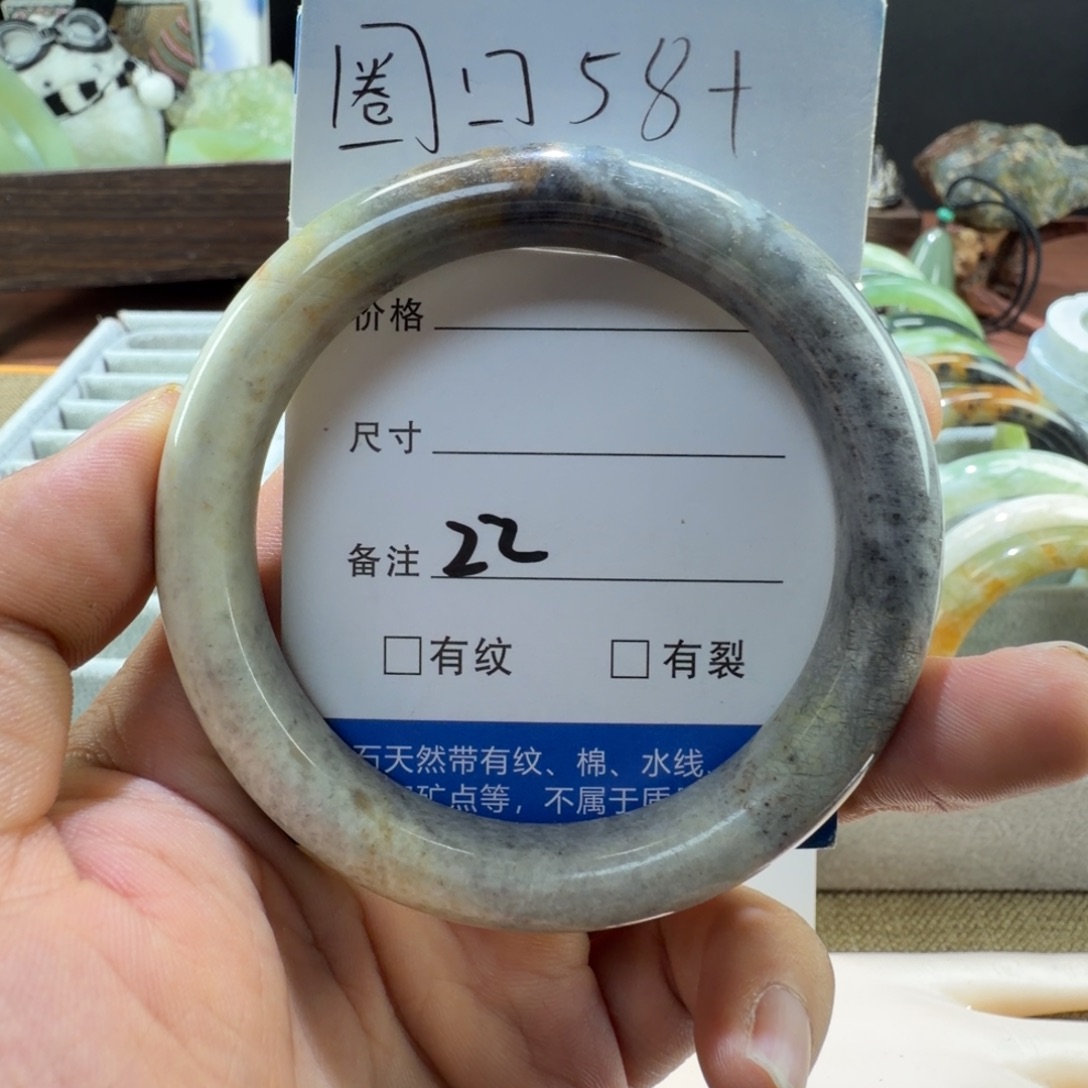 圈口58+
价格
尺寸
备注 22
□有纹 □有裂
石天然带有纹、棉、水线、
矿点等，不属于质